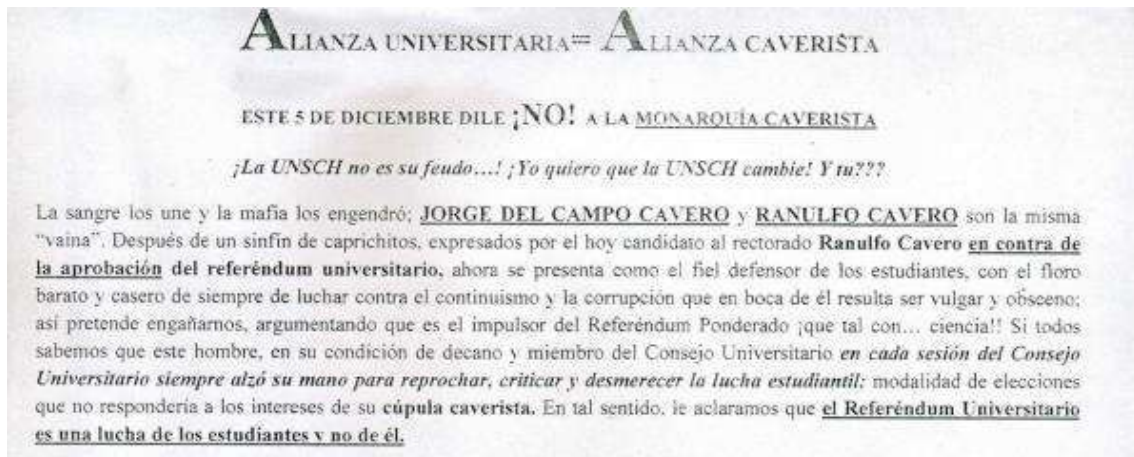 ALIANZA UNIVERSITARIA= ALIANZA CAVERISTA
ESTE 5 DE DICIEMBRE DILE ¡NO! A LA MONARQUÍA CAVERISTA
¡La UNSCH no es su feudo...! ¡Yo quiero que la UNSCH cambie! Y tu???
La sangre los une y la mafia los engendró; JORGE DEL CAMPO CAVERO y RANULFO CAVERO son la misma
“vaina”. Después de un sinfín de caprichitos, expresados por el hoy candidato al rectorado Ranulfo Cavero en contra de
la aprobación del referéndum universitario, ahora se presenta como el fiel defensor de los estudiantes, con el floro
barato y casero de siempre de luchar contra el continuismo y la corrupción que en boca de él resulta ser vulgar y obsceno;
así pretende engañarnos, argumentando que es el impulsor del Referéndum Ponderado ¡que tal con... ciencia!! Si todos
sabemos que este hombre, en su condición de decano y miembro del Consejo Universitario en cada sesión del Consejo
Universitario siempre alzó su mano para reprochar, criticar y desmerecer la lucha estudiantil; modalidad de elecciones
que no respondería a los intereses de su cúpula caverista. En tal sentido, le aclaramos que el Referéndum Universitario
es una lucha de los estudiantes y no de él.